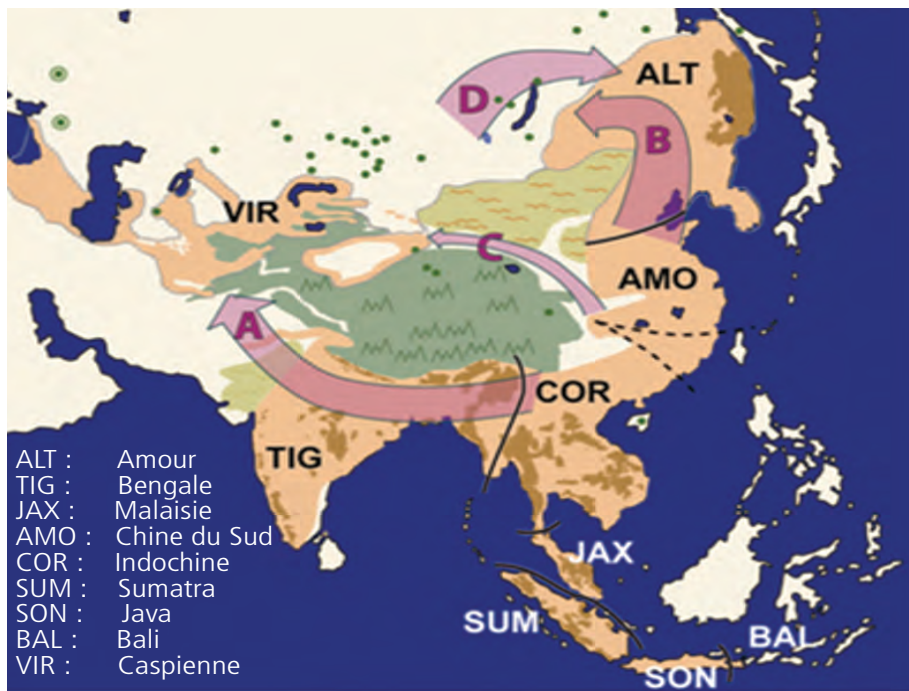 ALT
D
B
VIR
C
AMO
A
COR
TIG
JAX
SUM
BAL
SON
ALT : Amour
TIG : Bengale
JAX : Malaisie
AMO : Chine du Sud
COR : Indochine
SUM : Sumatra
SON : Java
BAL : Bali
VIR : Caspienne